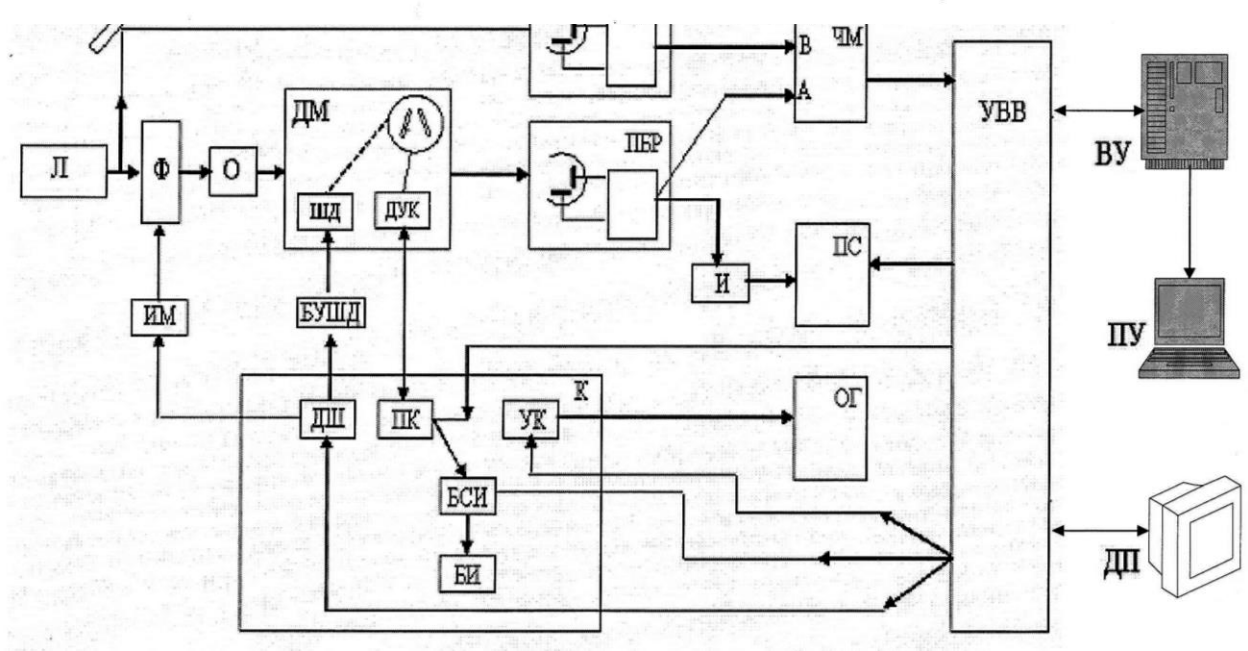 В
ЧМ
А
УВВ
ВУ
ДМ
ПБР
Л
Ф
О
ШД
ДУК
ПС
И
ИМ
БУШД
ПУ
К
ОГ
ДШ
ПК
УК
БСИ
БИ
ДП